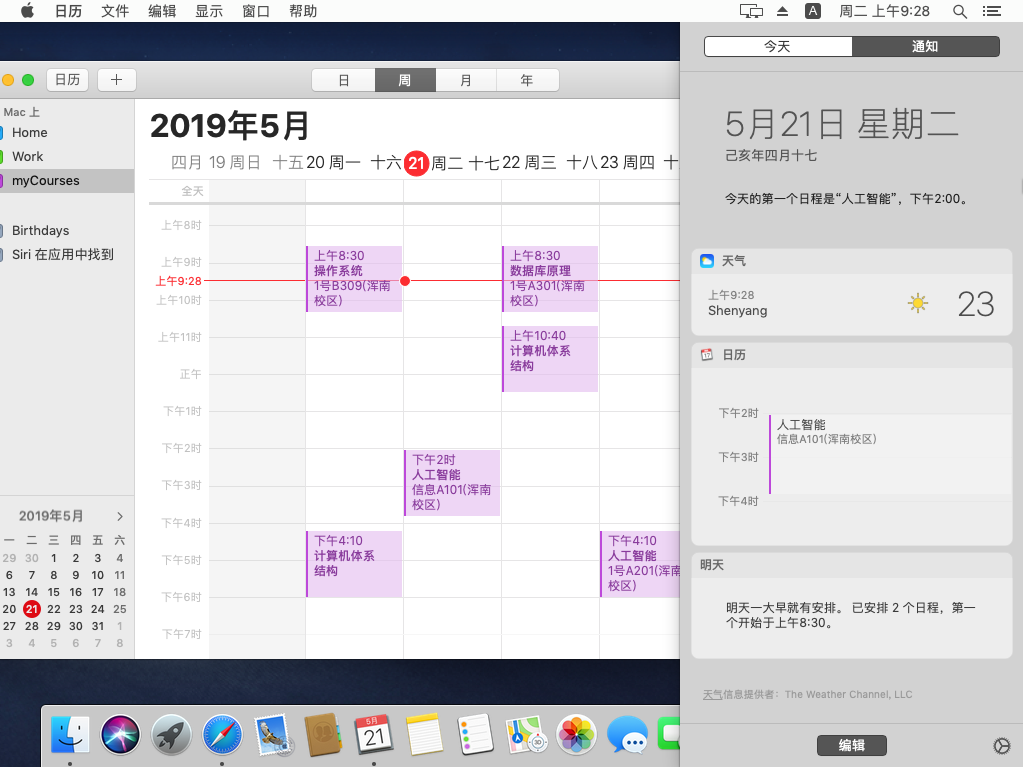 日历 文件 编辑 显示 窗口 帮助 A 周二 上午9:28
日历 + 日 周 月 年
Mac 上
Home
Work
myCourses
Birthdays
Siri 在应用中找到
2019年5月 >
一 二 三 四 五 六
29 30 1 2 3 4
6 7 8 9 10 11
13 14 15 16 17 18
20 21 22 23 24 25
27 28 29 30 31 1
3 4 5 6 7 8
2019年5月
四月 19 周日 十五 20 周一 十六 21 周二 十七 22 周三 十八 23 周四 十
全天
上午8时
上午9时
上午9:28
上午10时
上午11时
正午
下午1时
下午2时
下午3时
下午4时
下午5时
下午6时
下午7时
上午8:30
操作系统
1号B309(浑南
校区)
下午4:10
计算机体系
结构
下午2时
人工智能
信息A101(浑南
校区)
上午8:30
数据库原理
1号A301(浑南
校区)
上午10:40
计算机体系
结构
下午4:10
人工智能
1号A201(浑南
校区)
今天 通知
5月21日 星期二
己亥年四月十七
今天的第一个日程是“人工智能”，下午2:00。
天气
上午9:28
Shenyang
23
17 日历
下午2时
下午3时
下午4时
人工智能
信息A101(浑南校区)
明天
明天一大早就有安排。 已安排 2 个日程，第一
个开始于上午8:30。
天气信息提供者：The Weather Channel, LLC
编辑
5月
21